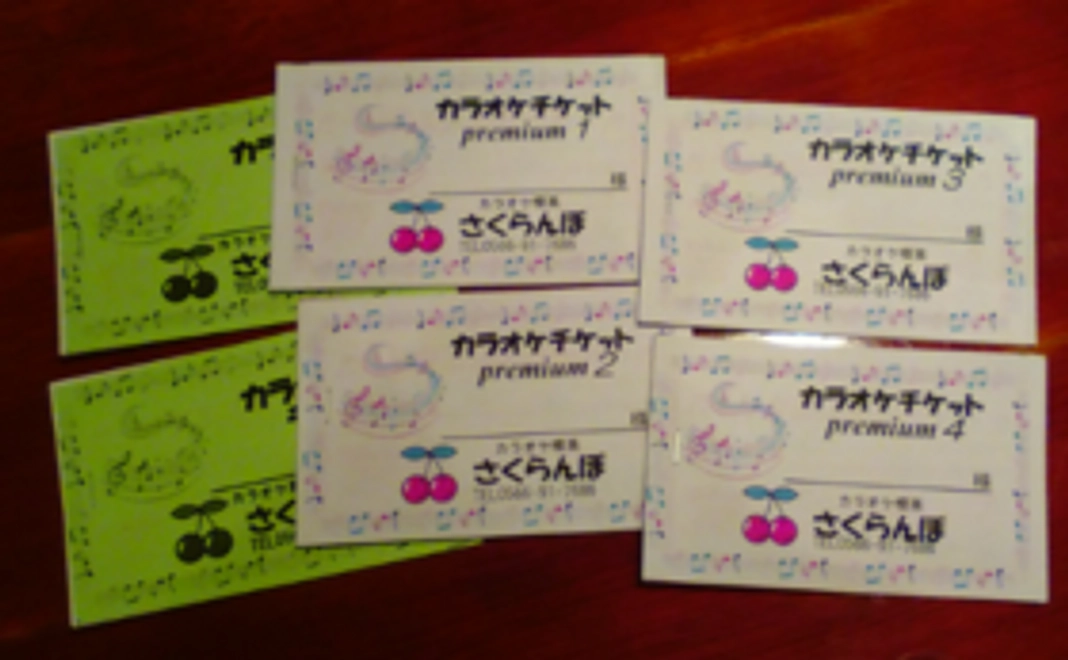 カラ
さく
カラオケチケット
premium 1
様
カラオケ喫茶
さくらんぼ
カラオケチケット
premium 3
様
カラオケ喫茶
さくらんぼ
カラ
さく
カラオケチケット
premium 2
様
カラオケ喫茶
さくらんぼ
カラオケチケット
premium 4
様
カラオケ喫茶
さくらんぼ